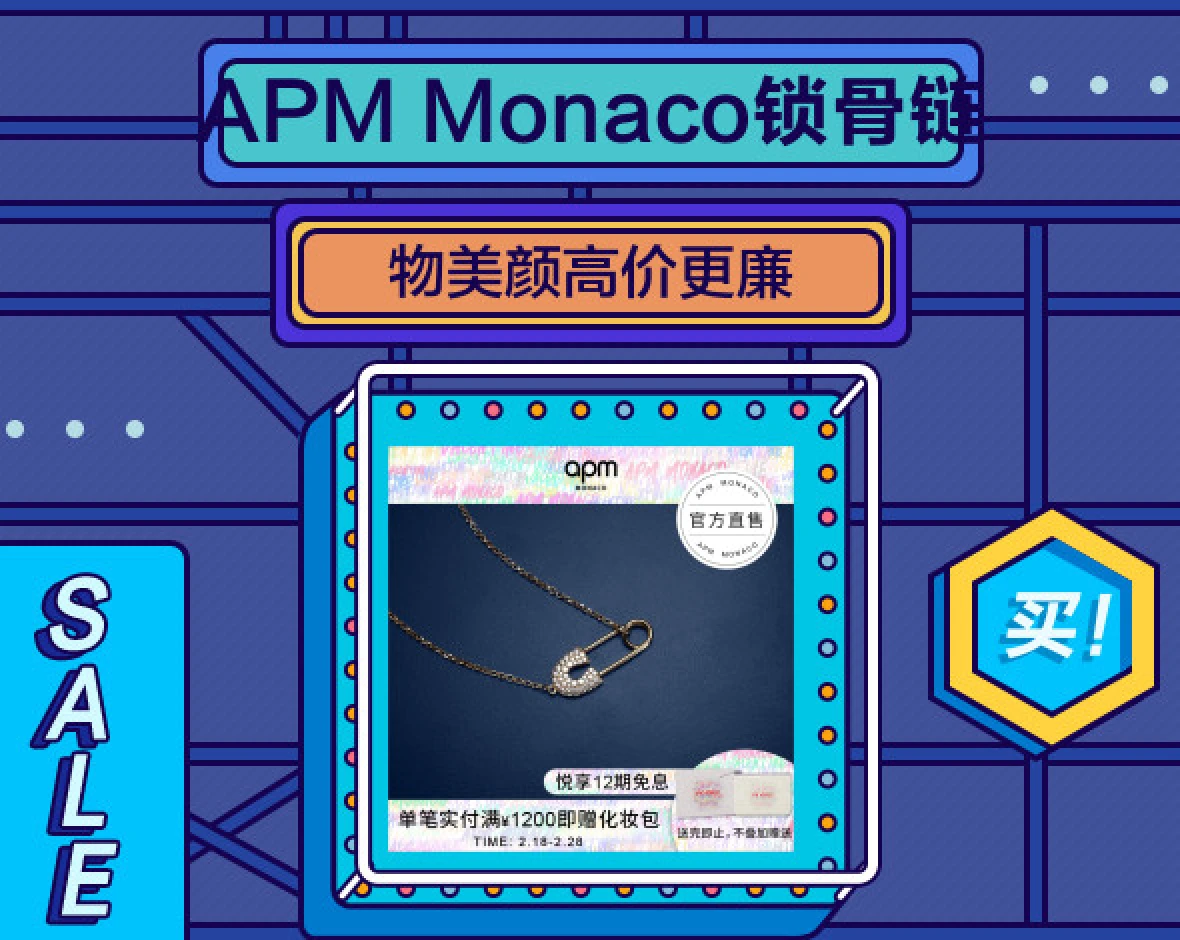 APM Monaco锁骨链
物美颜高价更廉
apm
MONACO
APM MONACO
官方直售
APM MONACO
买!
SALE
悦享12期免息
单笔实付满¥1200即赠化妆包
送完即止,不叠加赠送
TIME: 2.18-2.28